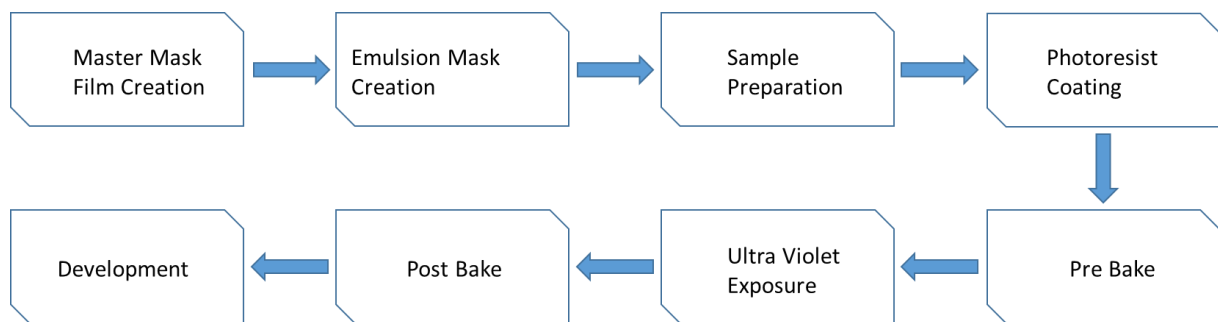 Master Mask
Film Creation
Emulsion Mask
Creation
Sample
Preparation
Photoresist
Coating
Pre Bake
Ultra Violet
Exposure
Post Bake
Development